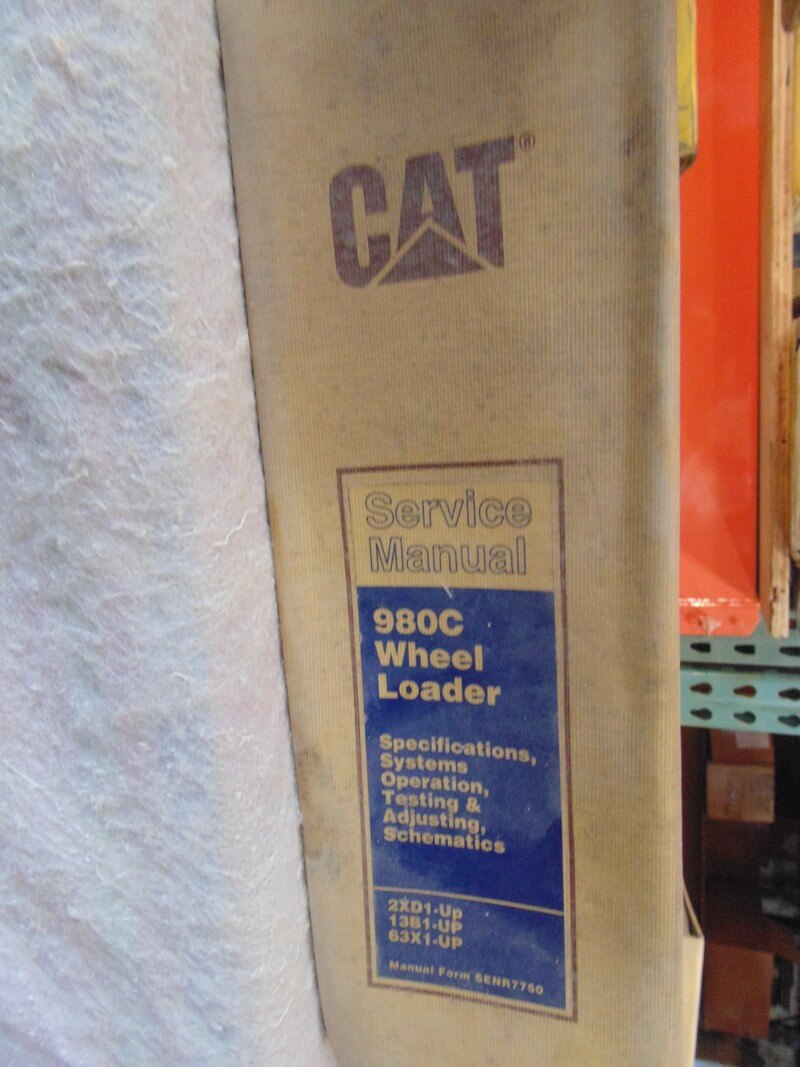 CAT®
Service
Manual
980C
Wheel
Loader
Specifications,
Systems
Operation,
Testing &
Adjusting,
Schematics
2XD1-Up
13B1-UP
63X1-UP
Manual Form SENR7750